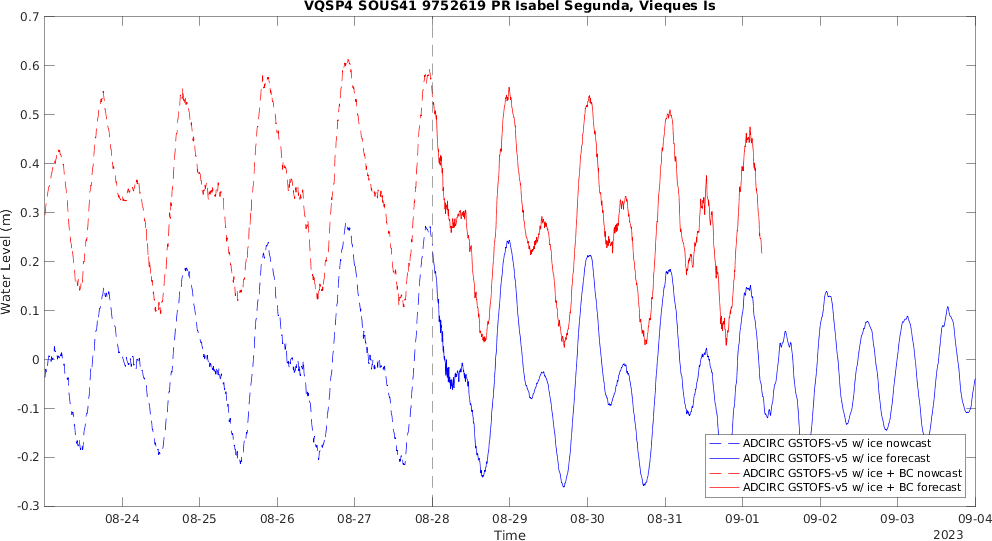 VQSP4 SOUS41 9752619 PR Isabel Segunda, Vieques Is
Water Level (m)
0.7
0.6
0.5
0.4
0.3
0.2
0.1
0
-0.1
-0.2
-0.3
ADCIRC GSTOFS-v5 w/ ice nowcast
ADCIRC GSTOFS-v5 w/ ice forecast
ADCIRC GSTOFS-v5 w/ ice + BC nowcast
ADCIRC GSTOFS-v5 w/ ice + BC forecast
08-24 08-25 08-26 08-27 08-28 08-29 08-30 08-31 09-01 09-02 09-03 09-04
Time
2023